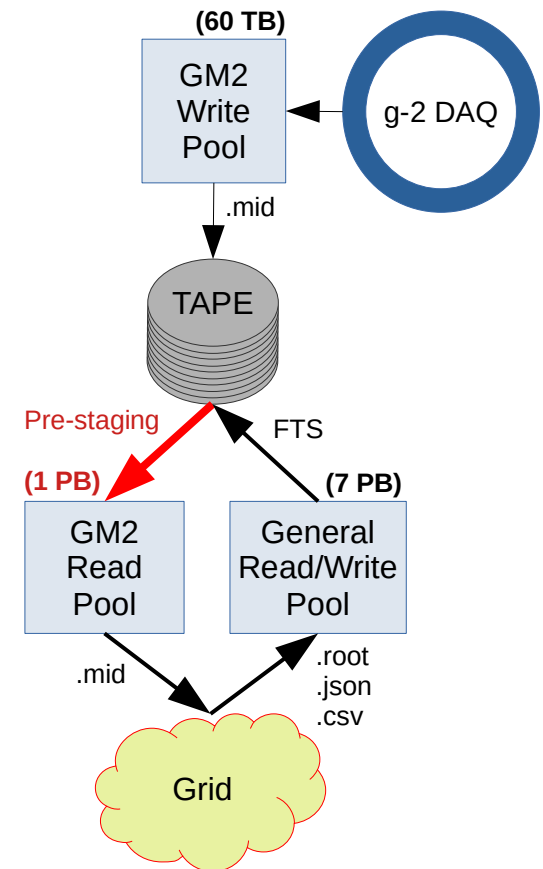 (60 TB)
GM2
Write
Pool
g-2 DAQ
.mid
TAPE
Pre-staging
FTS
(1 PB)
(7 PB)
GM2
Read
Pool
General
Read/Write
Pool
.mid
.root
.json
.csv
Grid